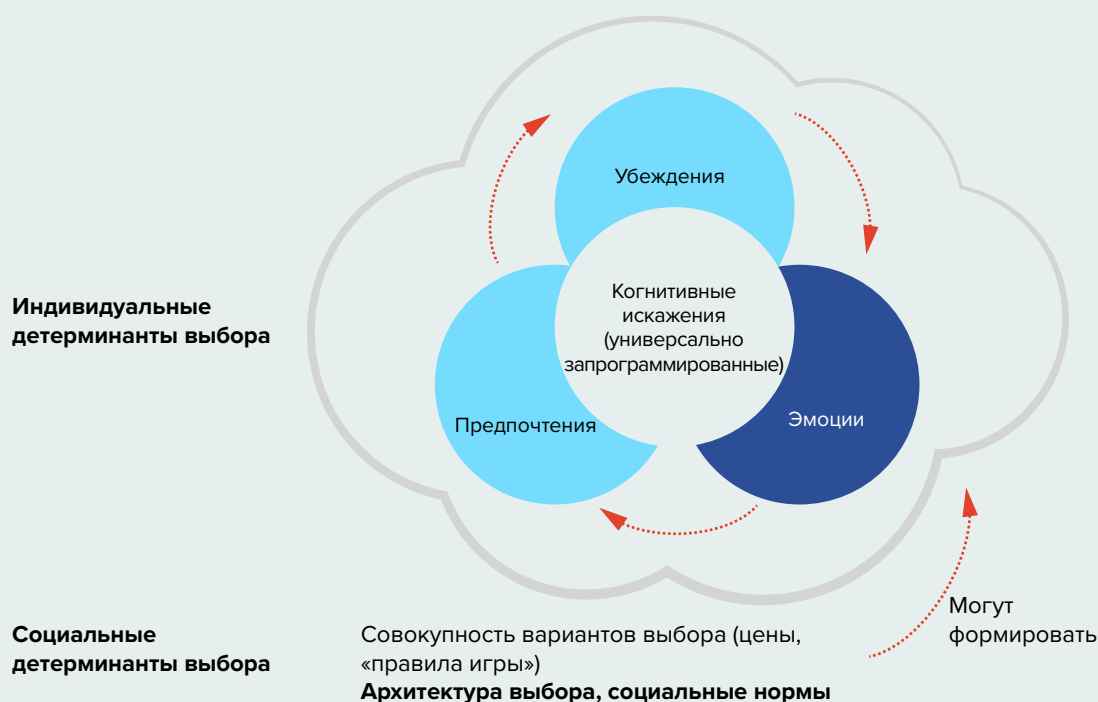 Убеждения
Индивидуальные
детерминанты выбора
Когнитивные
искажения
(универсально
запрограммированные)
Предпочтения
Эмоции
Социальные
детерминанты выбора
Совокупность вариантов выбора (цены,
«правила игры»)
Архитектура выбора, социальные нормы
Могут
формировать